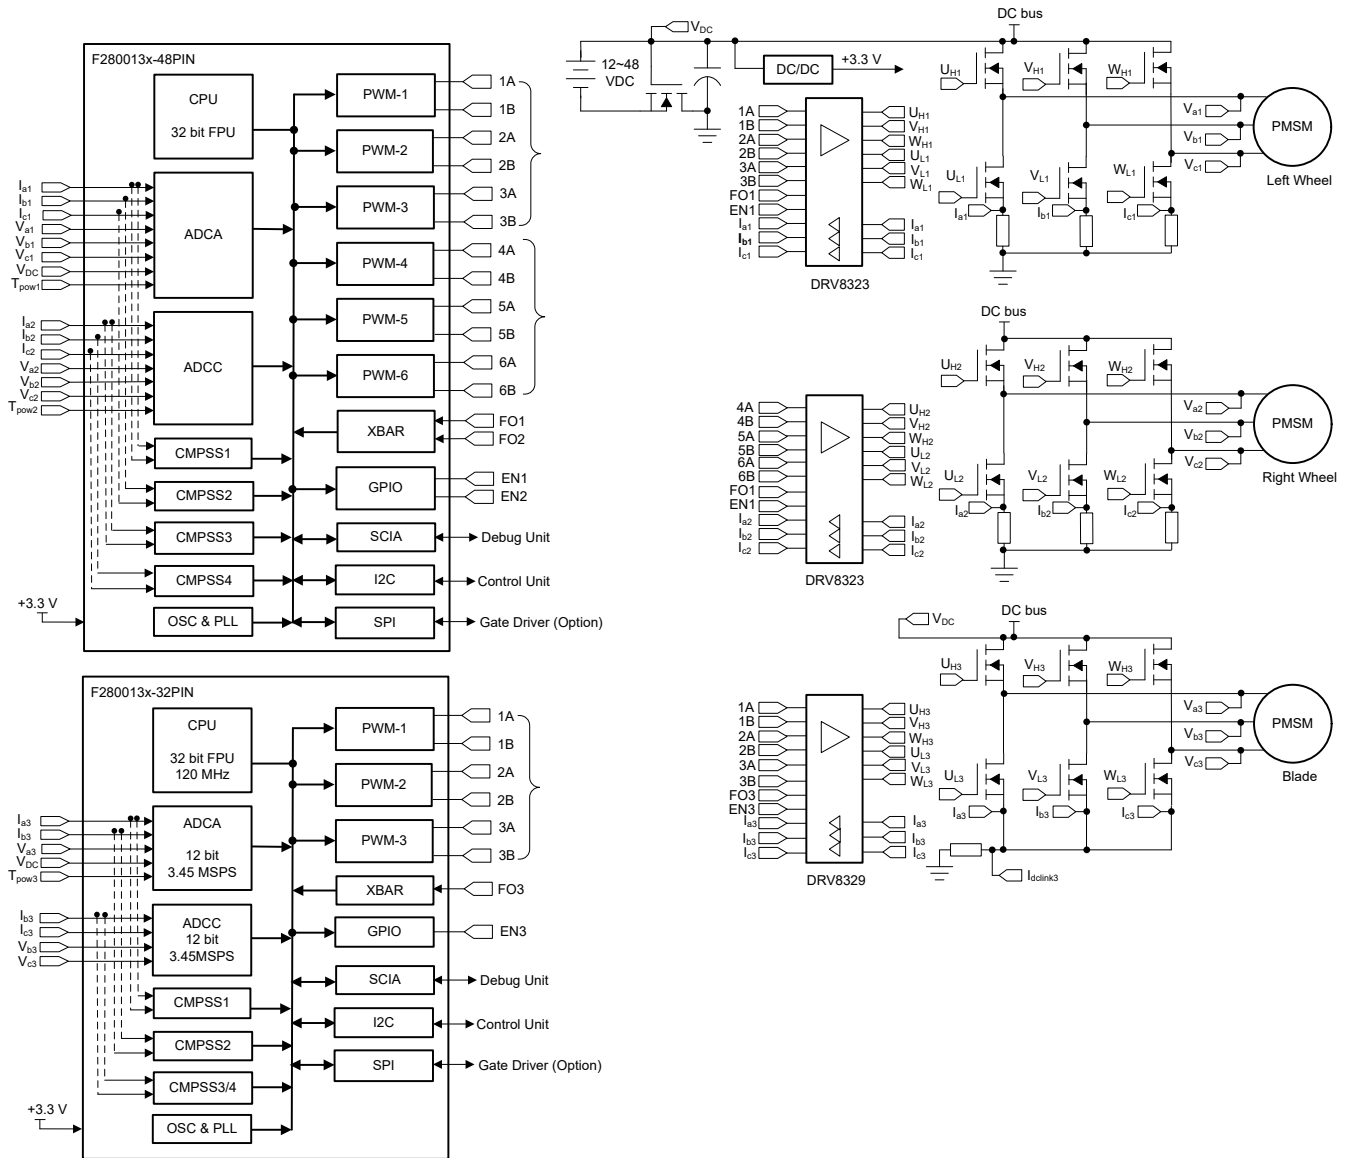 F280013x-48PIN
CPU
32 bit FPU
ADCA
ADCC
CMPSS1
CMPSS2
CMPSS3
CMPSS4
OSC & PLL
Ia1
Ib1
Ic1
Va1
Vb1
Vc1
VDC
Tpow1
Ia2
Ib2
Ic2
Va2
Vb2
Vc2
Tpow2
+3.3 V
PWM-1
PWM-2
PWM-3
PWM-4
PWM-5
PWM-6
XBAR
GPIO
SCIA
I2C
SPI
1A
1B
2A
2B
3A
3B
4A
4B
5A
5B
6A
6B
FO1
FO2
EN1
EN2
Debug Unit
Control Unit
Gate Driver (Option)
F280013x-32PIN
CPU
32 bit FPU
120 MHz
ADCA
12 bit
3.45 MSPS
ADCC
12 bit
3.45MSPS
CMPSS1
CMPSS2
CMPSS3/4
OSC & PLL
Ia3
Ib3
Va3
VDC
Tpow3
Ib3
Ic3
Vb3
Vc3
+3.3 V
PWM-1
PWM-2
PWM-3
XBAR
GPIO
SCIA
I2C
SPI
1A
1B
2A
2B
3A
3B
FO3
EN3
Debug Unit
Control Unit
Gate Driver (Option)
VDC
12~48
VDC
DC/DC
+3.3 V
1A
1B
2A
2B
3A
3B
FO1
EN1
Ia1
Ib1
Ic1
UH1
VH1
WH1
UL1
VL1
WL1
Ia1
Ib1
Ic1
DRV8323
DC bus
UH1
VH1
WH1
UL1
VL1
WL1
Ia1
Ib1
Ic1
Va1
Vb1
Vc1
PMSM
Left Wheel
4A
4B
5A
5B
6A
6B
FO1
EN1
Ia2
Ib2
Ic2
UH2
VH2
WH2
UL2
VL2
WL2
Ia2
Ib2
Ic2
DRV8323
DC bus
UH2
VH2
WH2
UL2
VL2
WL2
Ia2
Ib2
Ic2
Va2
Vb2
Vc2
PMSM
Right Wheel
1A
1B
2A
2B
3A
3B
FO3
EN3
Ia3
Ib3
Ic3
UH3
VH3
WH3
UL3
VL3
WL3
Ia3
Ib3
Ic3
DRV8329
VDC
DC bus
UH3
VH3
WH3
UL3
VL3
WL3
Ia3
Ib3
Ic3
Idclink3
Va3
Vb3
Vc3
PMSM
Blade